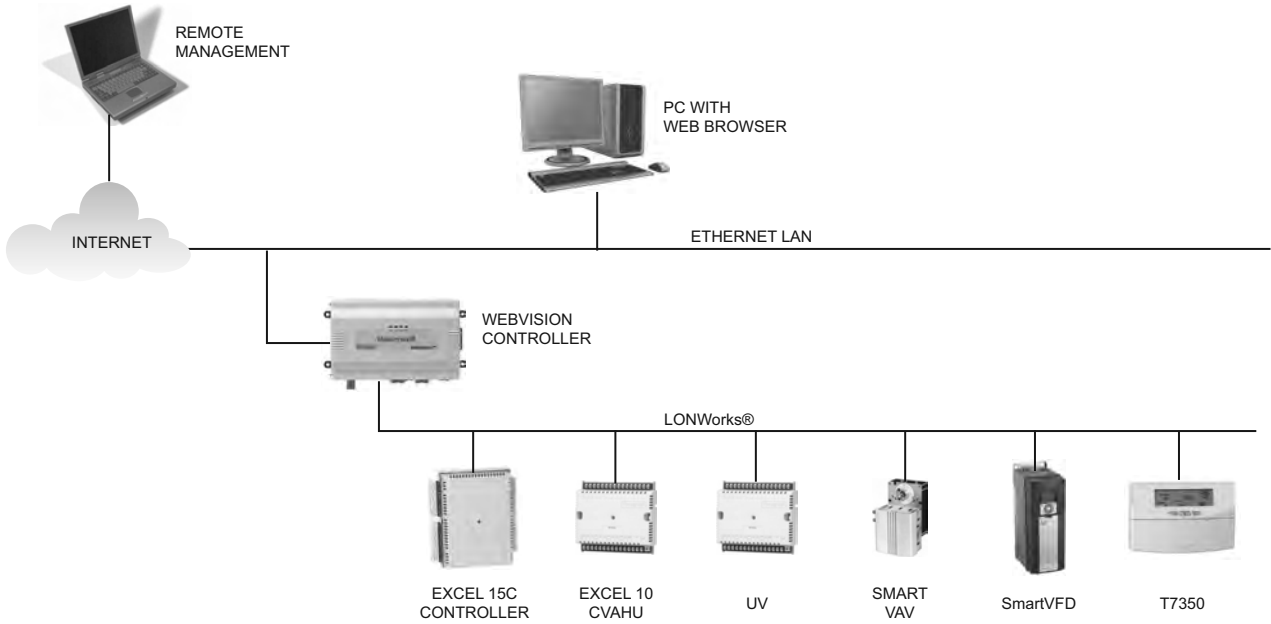 REMOTE
MANAGEMENT
PC WITH
WEB BROWSER
INTERNET
ETHERNET LAN
Honeywell
WEBVISION
CONTROLLER
LONWorks®
EXCEL 15C
CONTROLLER
EXCEL 10
CVAHU
UV
SMART
VAV
SmartVFD
T7350